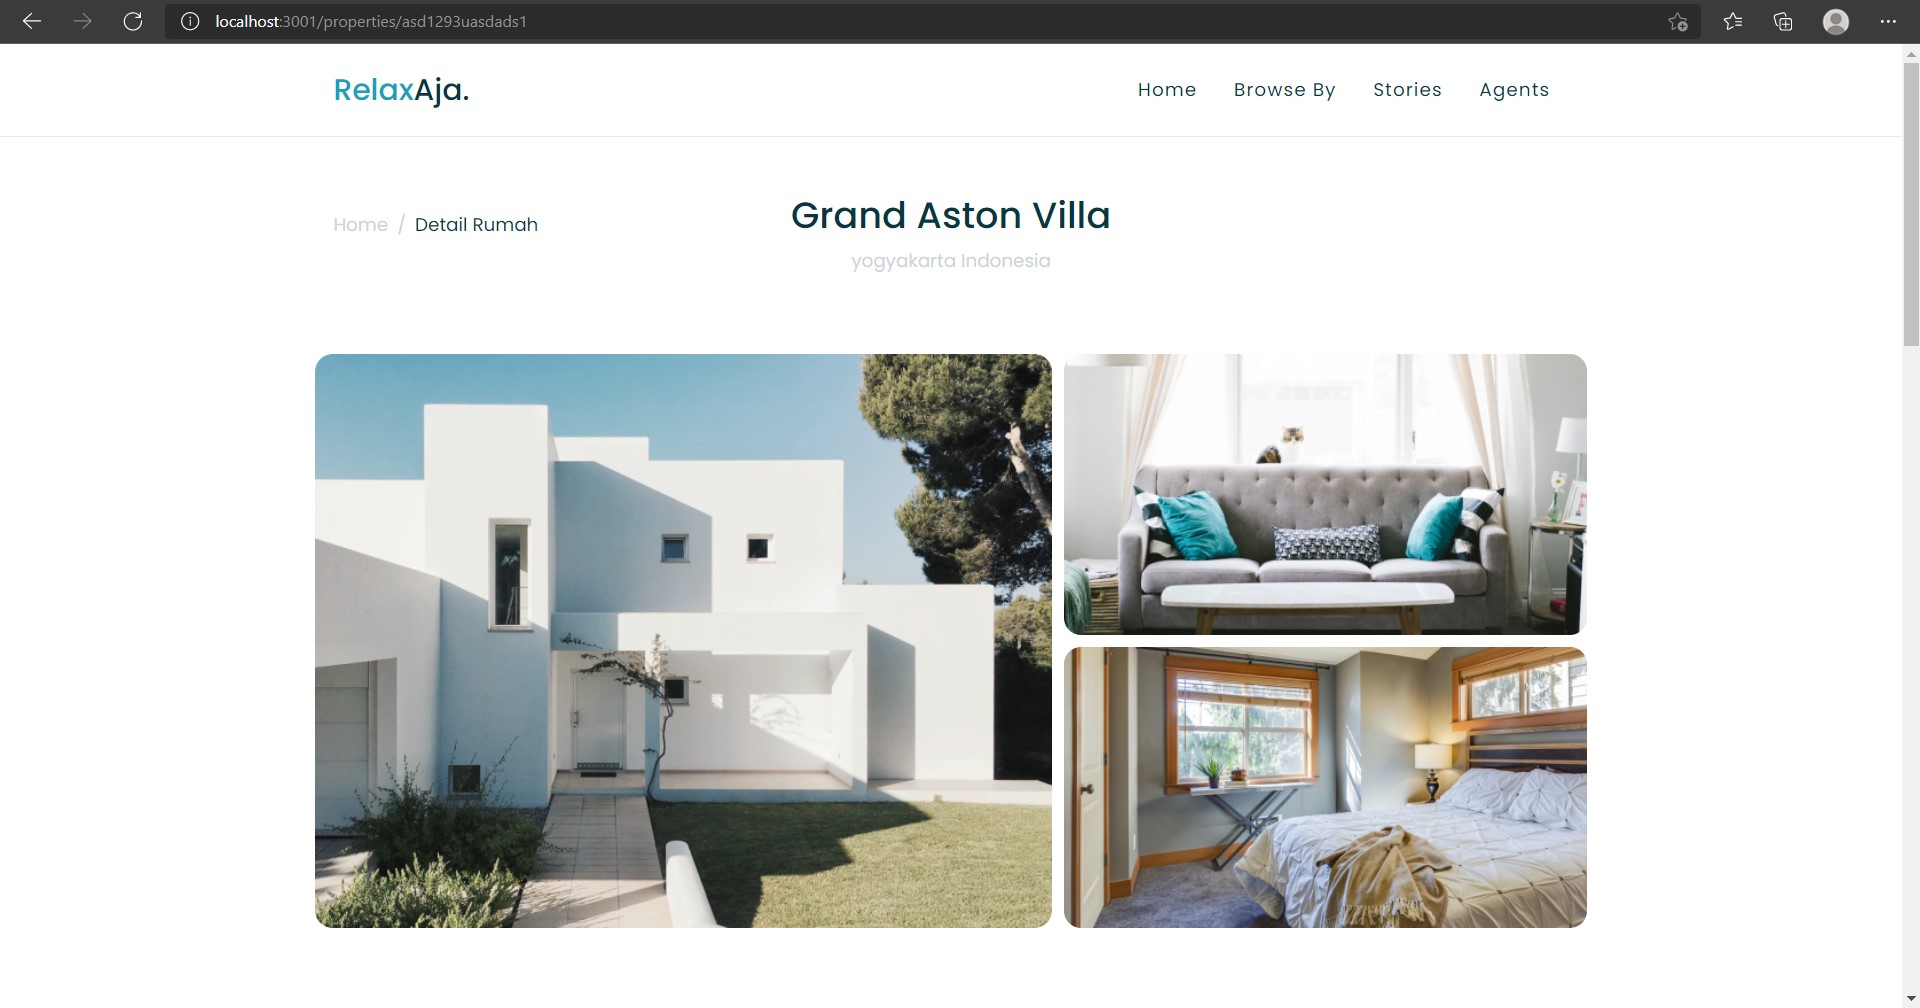 localhost:3001/properties/asd1293uasdads1
RelaxAja.
Home Browse By Stories Agents
Home / Detail Rumah
Grand Aston Villa
yogyakarta Indonesia